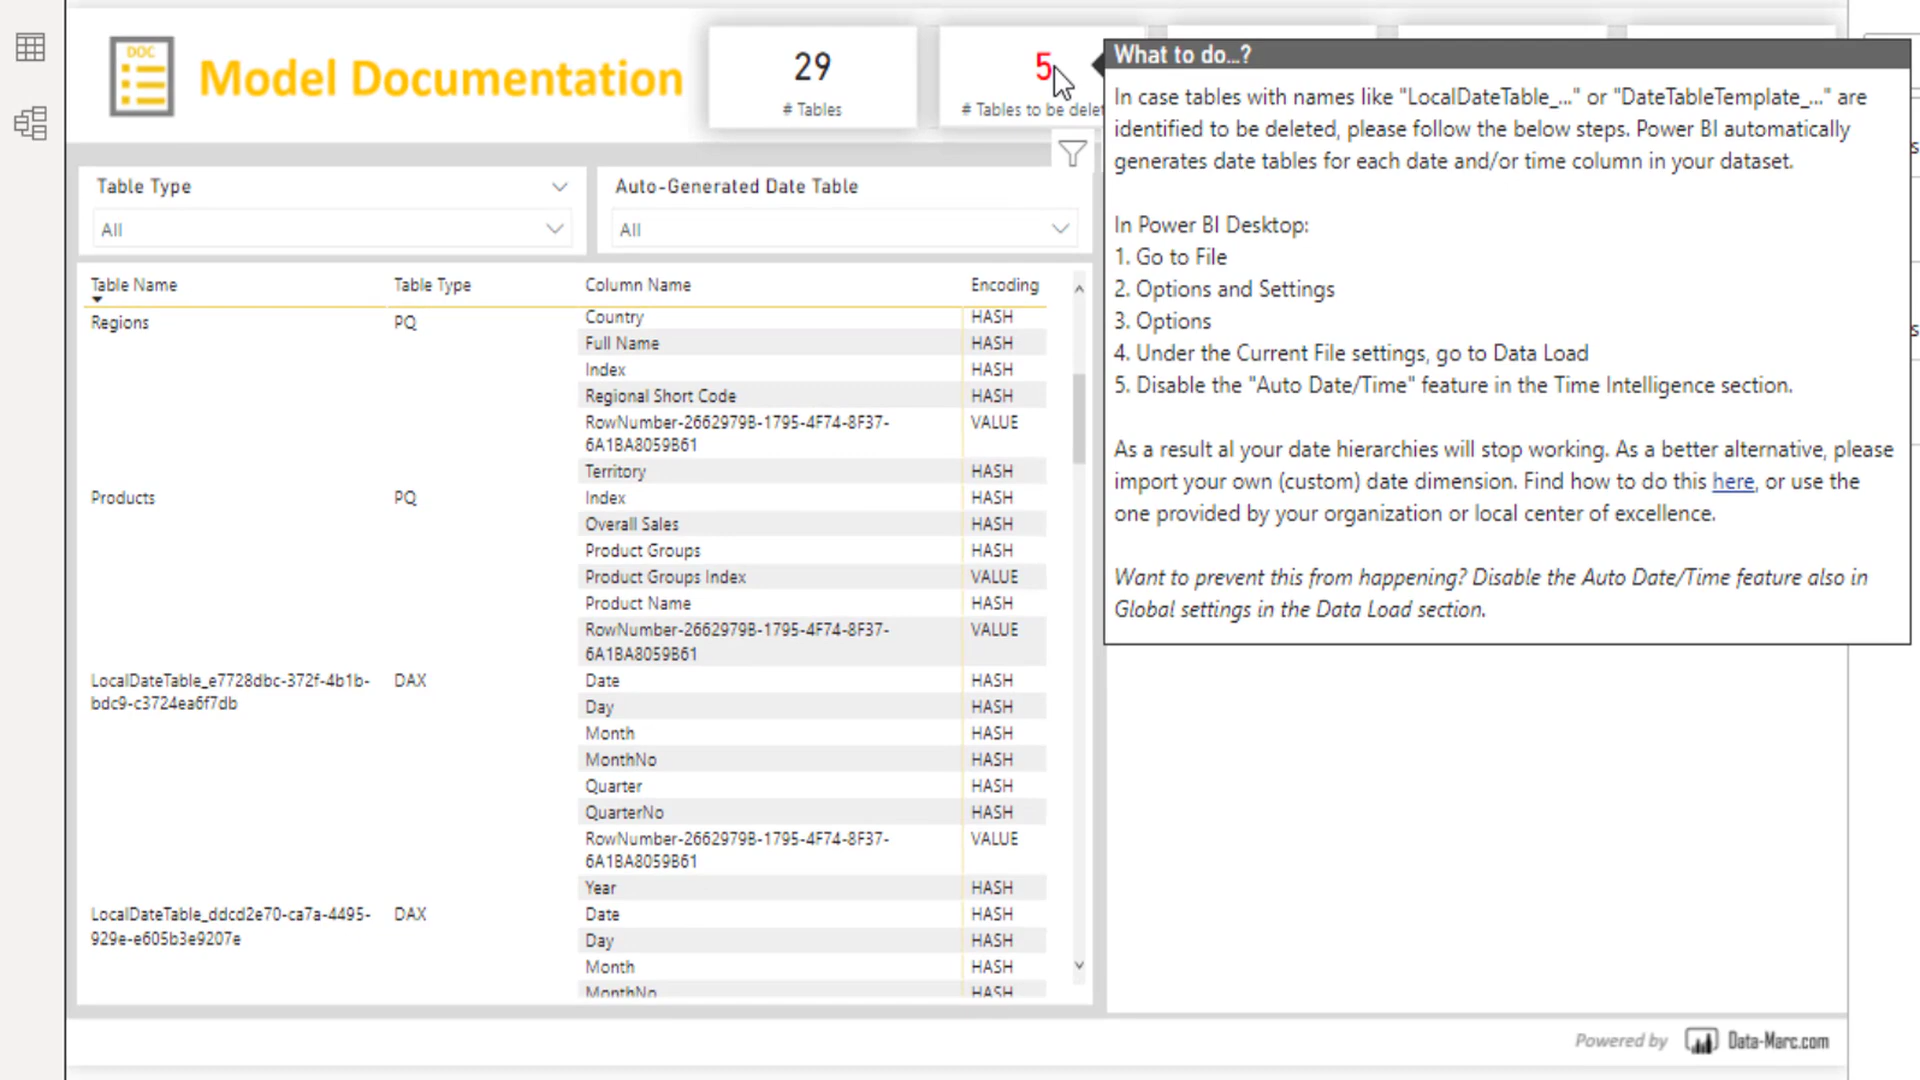 DOC
Model Documentation
29
# Tables
5
# Tables to be delet
What to do...?
In case tables with names like "LocalDateTable_..." or "DateTableTemplate_..." are
identified to be deleted, please follow the below steps. Power BI automatically
generates date tables for each date and/or time column in your dataset.
In Power BI Desktop:
1. Go to File
2. Options and Settings
3. Options
4. Under the Current File settings, go to Data Load
5. Disable the "Auto Date/Time" feature in the Time Intelligence section.
As a result al your date hierarchies will stop working. As a better alternative, please
import your own (custom) date dimension. Find how to do this here, or use the
one provided by your organization or local center of excellence.
Want to prevent this from happening? Disable the Auto Date/Time feature also in
Global settings in the Data Load section.
Table Type
All
Auto-Generated Date Table
All
Table Name Table Type Column Name Encoding
Regions PQ Country HASH
Full Name HASH
Index HASH
Regional Short Code HASH
RowNumber-2662979B-1795-4F74-8F37- VALUE
6A1BA8059B61
Territory HASH
Products PQ Index HASH
Overall Sales HASH
Product Groups HASH
Product Groups Index VALUE
Product Name HASH
RowNumber-2662979B-1795-4F74-8F37- VALUE
6A1BA8059B61
LocalDateTable_e7728dbc-372f-4b1b- DAX Date HASH
bdc9-c3724ea6f7db
Day HASH
Month HASH
MonthNo HASH
Quarter HASH
QuarterNo HASH
RowNumber-2662979B-1795-4F74-8F37- VALUE
6A1BA8059B61
Year HASH
LocalDateTable_ddcd2e70-ca7a-4495- DAX Date HASH
929e-e605b3e9207e
Day HASH
Month HASH
MonthNo HASH
Powered by Data-Marc.com